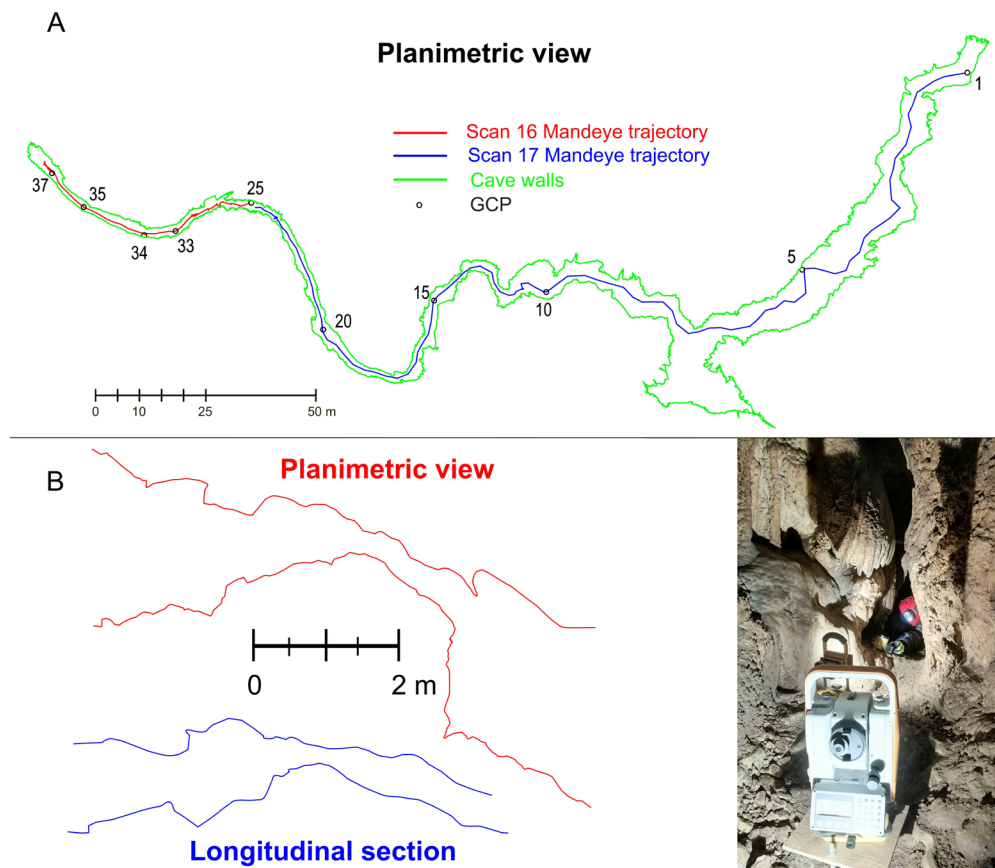 A
Planimetric view
1
Scan 16 Mandeye trajectory
Scan 17 Mandeye trajectory
Cave walls
GCP
37
35
25
34
33
5
15
10
20
0
10
25
50 m
B
Planimetric view
0
2 m
Longitudinal section